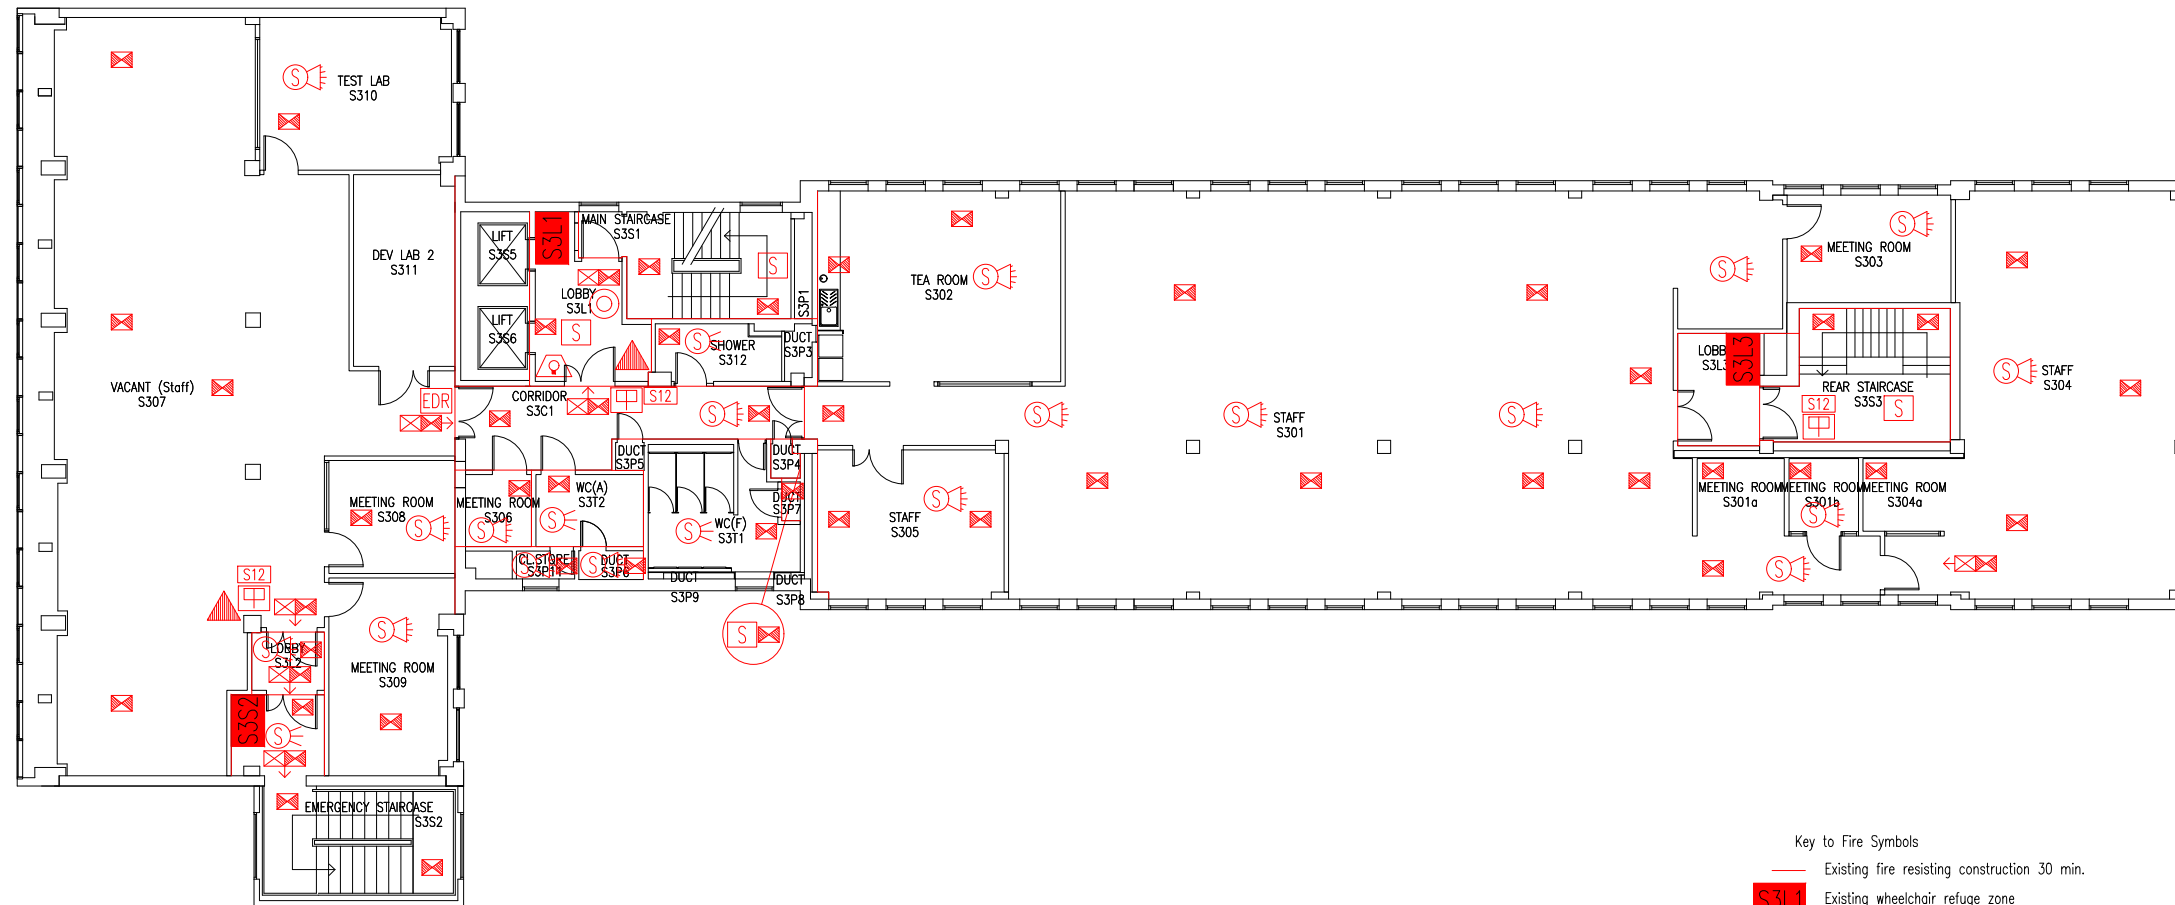 TEST LAB
S310
DEV LAB 2
S311
VACANT (Staff)
S307
LIFT
S3S5
S3L1
MAIN STAIRCASE
S3S1
S
LOBBY
S3L1
S
LIFT
S3S6
S3P1
SHOWER
S312
DUCT
S3P3
TEA ROOM
S302
S
MEETING ROOM
S303
S
LOBBY
S3L3
S3L3
REAR STAIRCASE
S3S3
S12
S
STAFF
S304
S
EDR
CORRIDOR
S3C1
S12
S
STAFF
S301
S
S
S
DUCT
S3P5
DUCT
S3P4
DUCT
S3P7
MEETING ROOM
S308
S
MEETING ROOM
S306
S
WC(A)
S3T2
S
WC(F)
S3T1
S
STAFF
S305
S
MEETING ROOM
S301a
MEETING ROOM
S301b
S
MEETING ROOM
S304a
S
CL.STORE
S3P1
DUCT
S3P6
DUCT
S3P9
DUCT
S3P8
S
S12
LOBBY
S3L2
S
MEETING ROOM
S309
S
S3S2
S
EMERGENCY STAIRCASE
S3S2
Key to Fire Symbols
Existing fire resisting construction 30 min.
S3L1
Existing wheelchair refuge zone